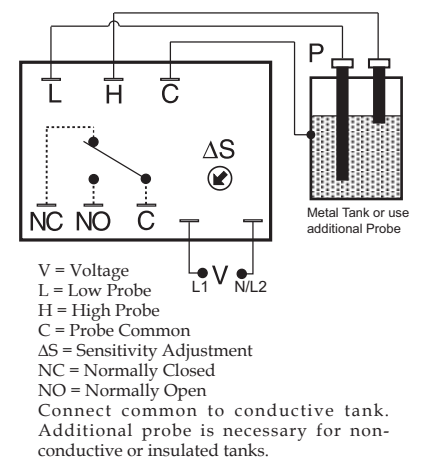 P
L H C
ΔS
NC NO C
Metal Tank or use
additional Probe
L1 V N/L2
V = Voltage
L = Low Probe
H = High Probe
C = Probe Common
ΔS = Sensitivity Adjustment
NC = Normally Closed
NO = Normally Open
Connect common to conductive tank.
Additional probe is necessary for non-
conductive or insulated tanks.